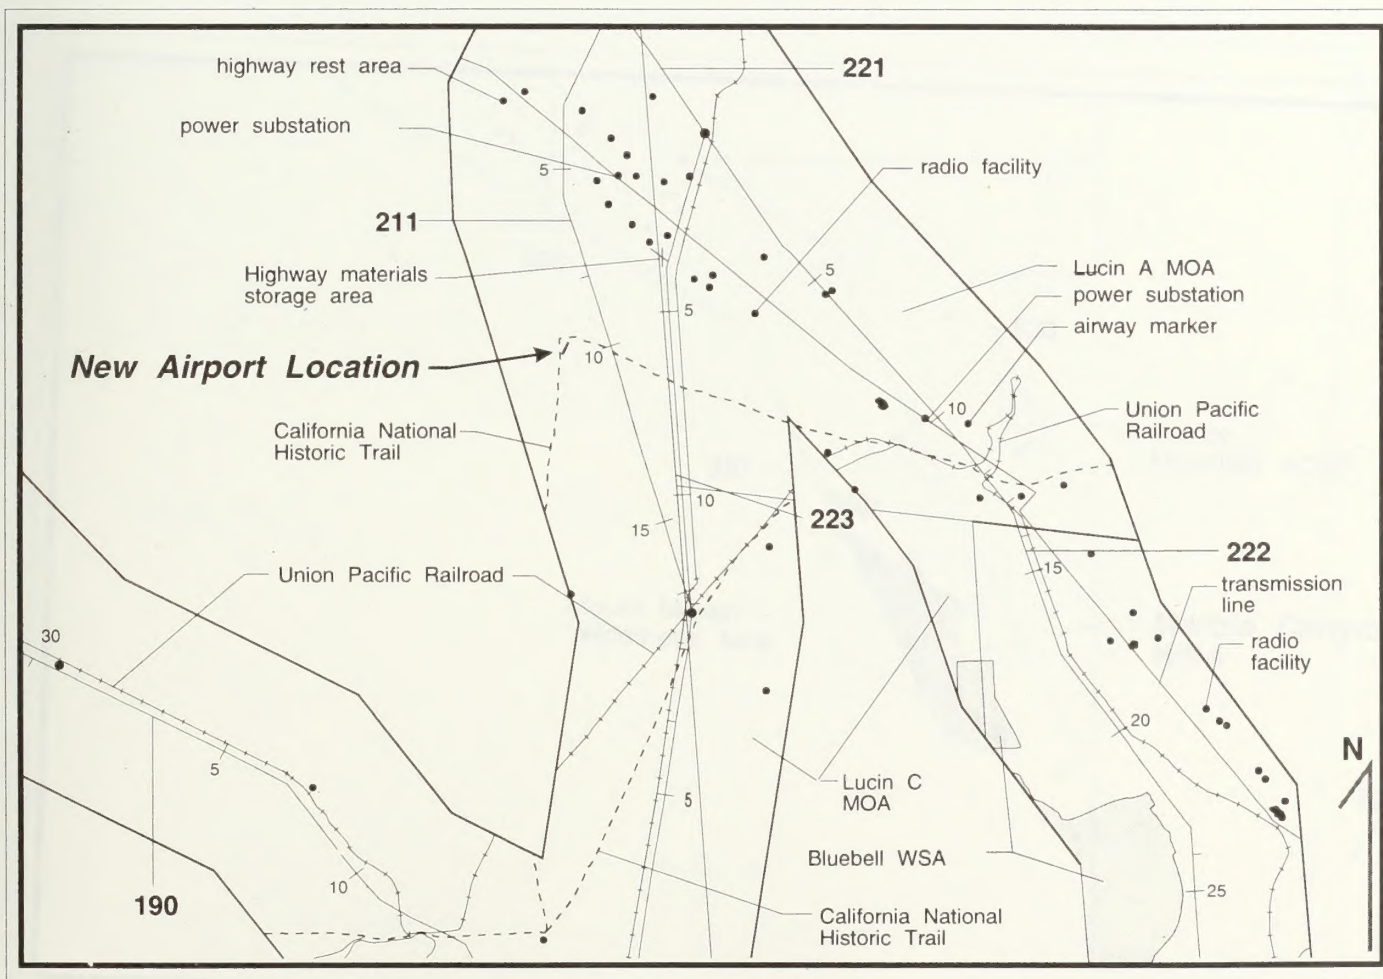 highway rest area
221
power substation
radio facility
5
211
Highway materials
storage area
5
Lucin A MOA
power substation
airway marker
5
10
New Airport Location
10
Union Pacific
Railroad
California National
Historic Trail
10
15
223
222
15
Union Pacific Railroad
transmission
line
30
radio
facility
20
5
N
5
Lucin C
MOA
Bluebell WSA
10
25
190
California National
Historic Trail